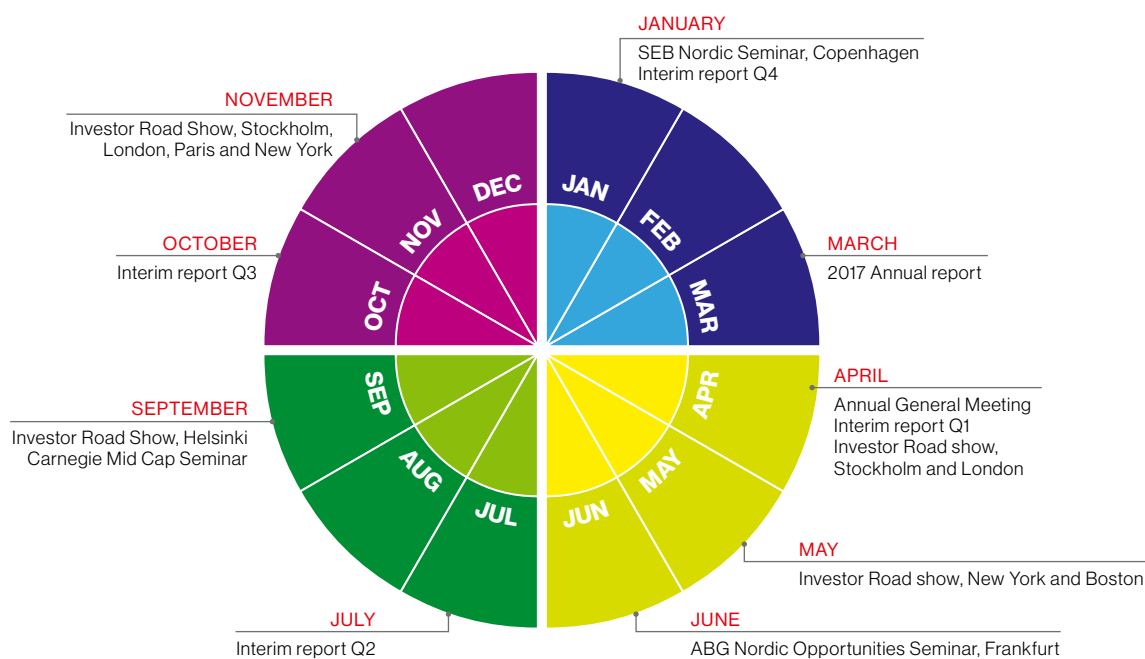 JANUARY
SEB Nordic Seminar, Copenhagen
Interim report Q4
NOVEMBER
Investor Road Show, Stockholm,
London, Paris and New York
DEC
JAN
NOV
FEB
OCTOBER
Interim report Q3
MARCH
2017 Annual report
OCT
MAR
SEP
APR
APRIL
Annual General Meeting
Interim report Q1
Investor Road show,
Stockholm and London
SEPTEMBER
Investor Road Show, Helsinki
Carnegie Mid Cap Seminar
AUG
MAY
JUL
JUN
MAY
Investor Road show, New York and Boston
JULY
Interim report Q2
JUNE
ABG Nordic Opportunities Seminar, Frankfurt